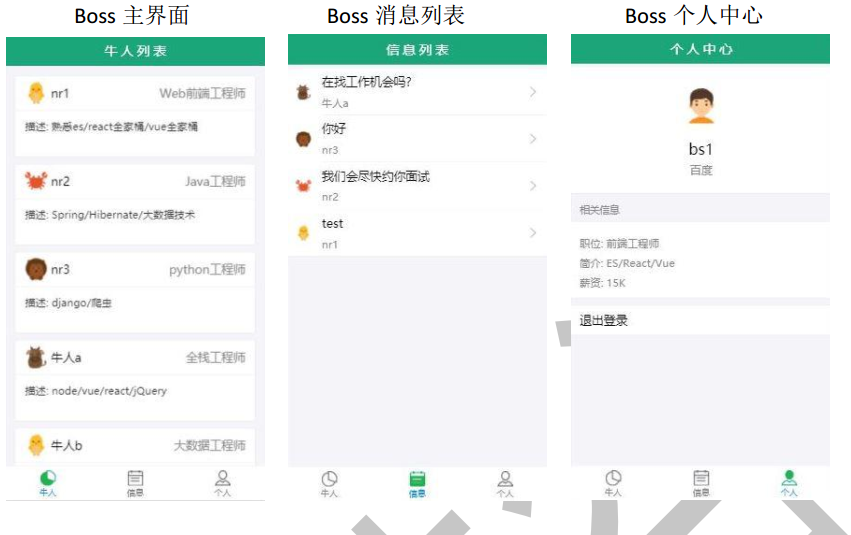 Boss 主界面
牛人列表
nr1 Web前端工程师
描述: 熟悉es/react全家桶/vue全家桶
nr2 Java工程师
描述: Spring/Hibernate/大数据技术
nr3 python工程师
描述: django/爬虫
牛人a 全栈工程师
描述: node/vue/react/jQuery
牛人b 大数据工程师
牛人 信息 个人
Boss 消息列表
信息列表
在找工作机会吗?
牛人a
你好
nr3
我们会尽快约你面试
nr2
test
nr1
牛人 信息 个人
Boss 个人中心
个人中心
bs1
百度
相关信息
职位: 前端工程师
简介: ES/React/Vue
薪资: 15K
退出登录
牛人 信息 个人